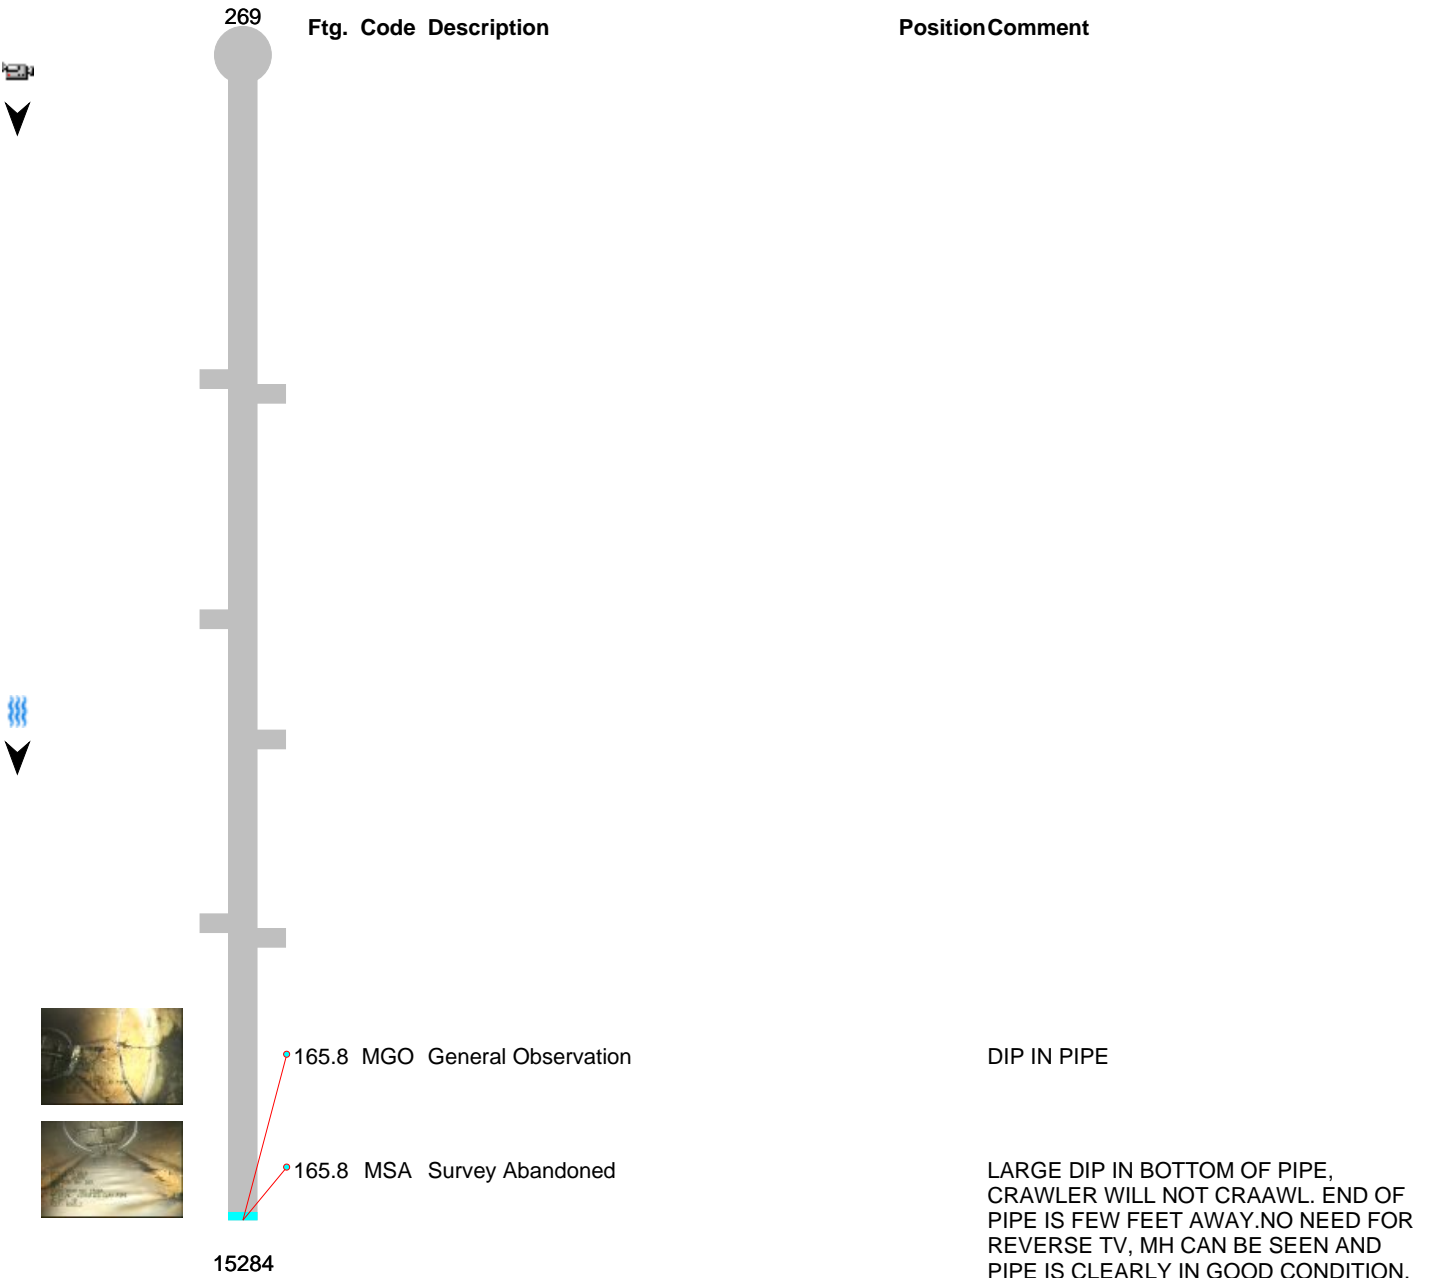 269
Ftg. Code Description Position Comment
165.8 MGO General Observation DIP IN PIPE
165.8 MSA Survey Abandoned LARGE DIP IN BOTTOM OF PIPE,
CRAWLER WILL NOT CRAAWL. END OF
PIPE IS FEW FEET AWAY.NO NEED FOR
REVERSE TV, MH CAN BE SEEN AND
PIPE IS CLEARLY IN GOOD CONDITION.
15284